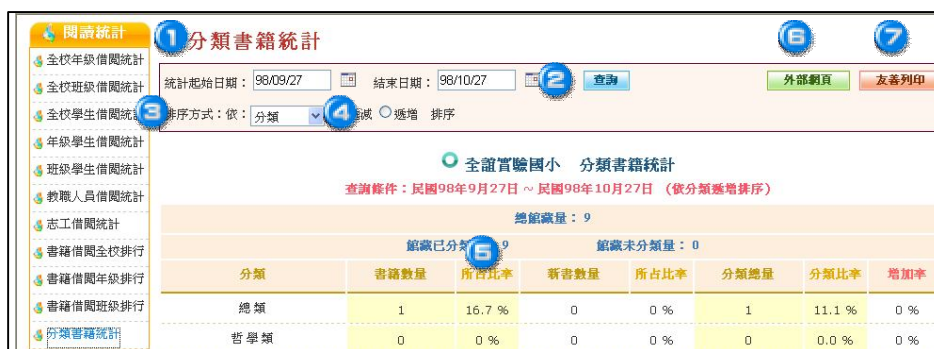 閱讀統計
全校年級借閱統計
全校班級借閱統計
全校學生借閱統
年級學生借閱統計
班級學生借閱統計
教職人員借閱統計
志工借閱統計
書籍借閱全校排行
書籍借閱年級排行
書籍借閱班級排行
分類書籍統計
1 分類書籍統計 6 7
統計起始日期: 98/09/27 結束日期: 98/10/27 2 查詢 外部網頁 友善列印
3 排序方式:依: 分類 4 遞減 遞增 排序
全誼實驗國小 分類書籍統計
查詢條件:民國98年9月27日 ~ 民國98年10月27日 (依分類遞增排序)
總館藏量: 9
館藏已分 5 9 館藏未分類量: 0
分類 書籍數量 所占比率 新書數量 所占比率 分類總量 分類比率 增加率
總類 1 16.7 % 0 0 % 1 11.1 % 0 %
哲學類 0 0 % 0 0 % 0 0.0 % 0 %